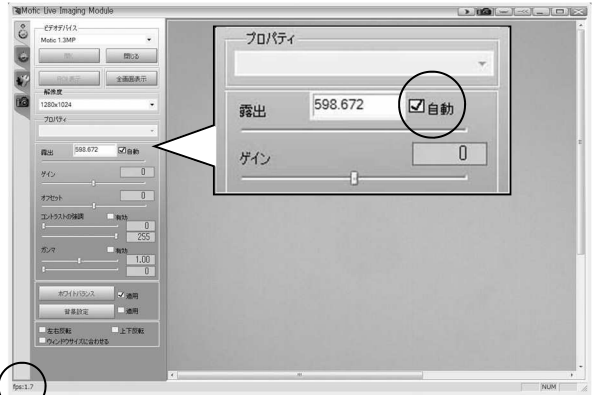 Motic Live Imaging Module
ビデオデバイス
Motic 1.3MP
閉じる
全画面表示
解像度
1280x1024
プロパティ
露出 598.672 自動
ゲイン 0
オフセット 0
コントラストの強調 有効
0
255
ガンマ 有効
1.00
0
ホワイトバランス 適用
背景設定 適用
左右反転 上下反転
ウィンドウサイズに合わせる
プロパティ
露出 598.672 自動
ゲイン 0
fps:1.7
NUM